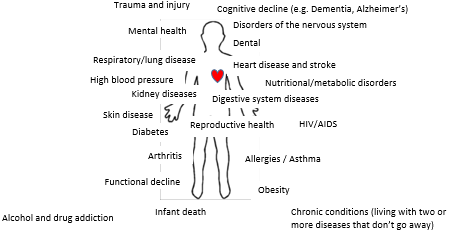 Trauma and injury
Cognitive decline (e.g. Dementia, Alzheimer's)
Mental health
Disorders of the nervous system
Dental
Respiratory/lung disease
Heart disease and stroke
High blood pressure
Nutritional/metabolic disorders
Kidney diseases
Digestive system diseases
Skin disease
Reproductive health
HIV/AIDS
Diabetes
Arthritis
Allergies / Asthma
Functional decline
Obesity
Infant death
Alcohol and drug addiction
Chronic conditions (living with two or
more diseases that don't go away)